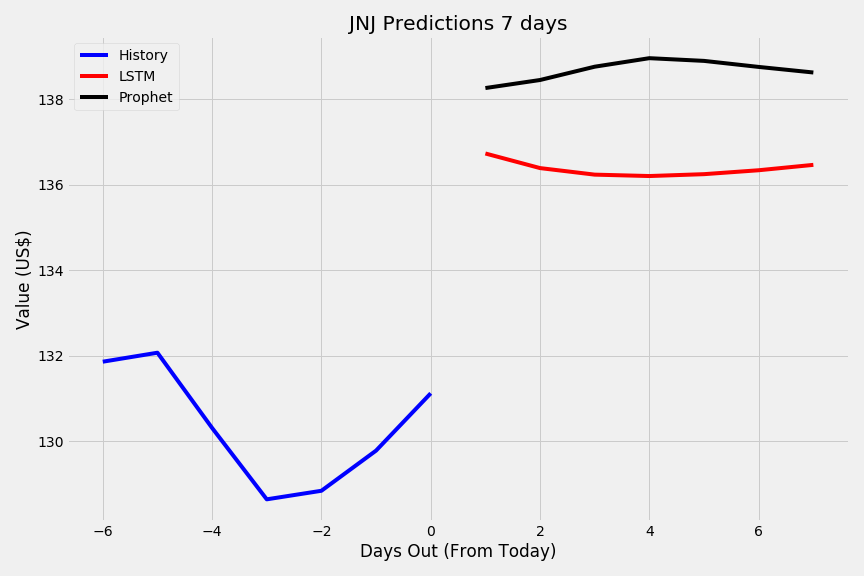 JNJ Predictions 7 days
History
LSTM
Prophet
Value (US$)
138
136
134
132
130
−6 −4 −2 0 2 4 6
Days Out (From Today)